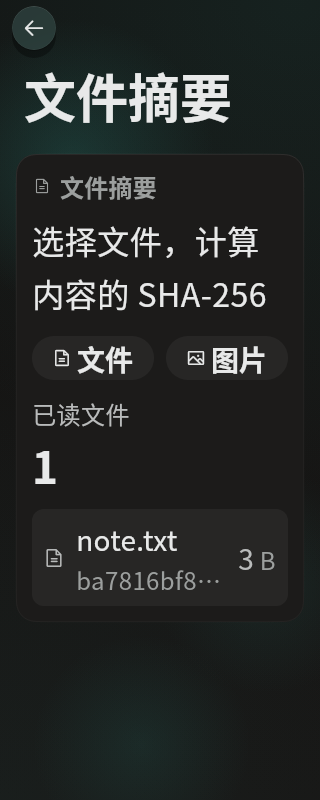 文件摘要
文件摘要
选择文件，计算
内容的 SHA-256
文件
图片
已读文件
1
note.txt
ba7816bf8…
3 B